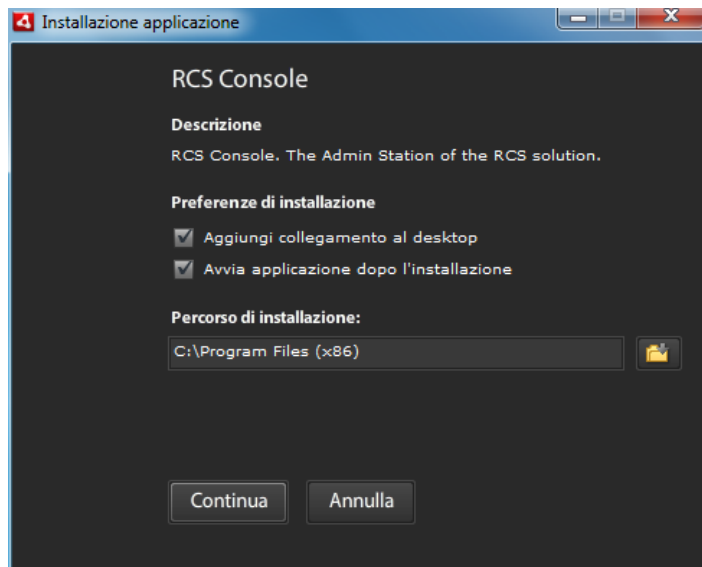 Installazione applicazione
RCS Console
Descrizione
RCS Console. The Admin Station of the RCS solution.
Preferenze di installazione
Aggiungi collegamento al desktop
Avvia applicazione dopo l'installazione
Percorso di installazione:
C:\Program Files (x86)
Continua
Annulla